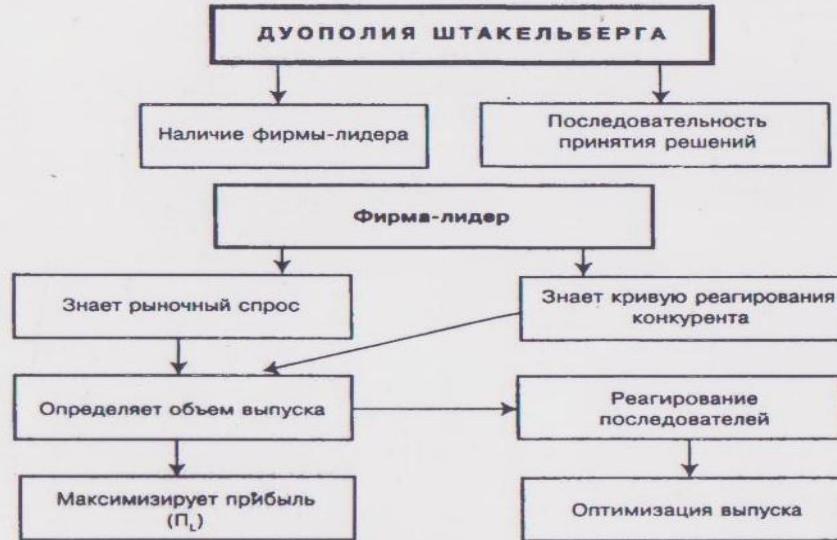 ДУОПОЛИЯ ШТАКЕЛЬБЕРГА
Наличие фирмы-лидера
Последовательность
принятия решений
Фирма-лидер
Знает рыночный спрос
Знает кривую реагирования
конкурента
Определяет объем выпуска
Реагирование
последователей
Максимизирует прибыль
(П_L)
Оптимизация выпуска